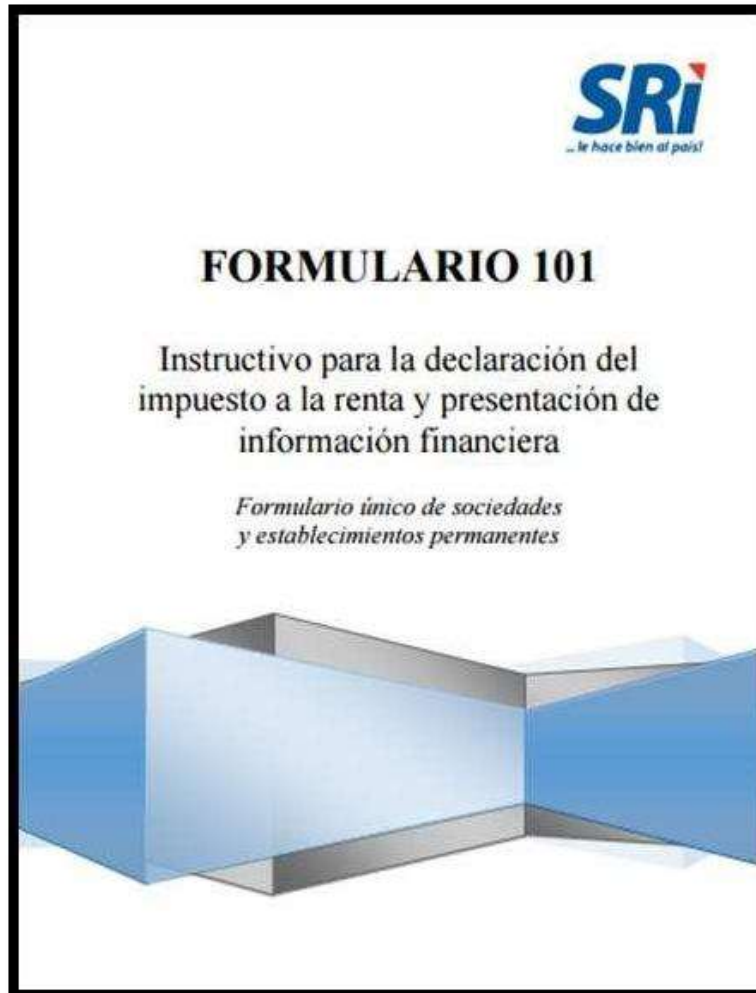 SRi
... le hace bien al país!
FORMULARIO 101
Instructivo para la declaración del
impuesto a la renta y presentación de
información financiera
Formulario único de sociedades
y establecimientos permanentes